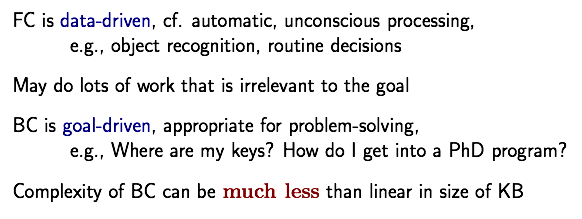 FC is data-driven, cf. automatic, unconscious processing,
e.g., object recognition, routine decisions
May do lots of work that is irrelevant to the goal
BC is goal-driven, appropriate for problem-solving,
e.g., Where are my keys? How do I get into a PhD program?
Complexity of BC can be much less than linear in size of KB